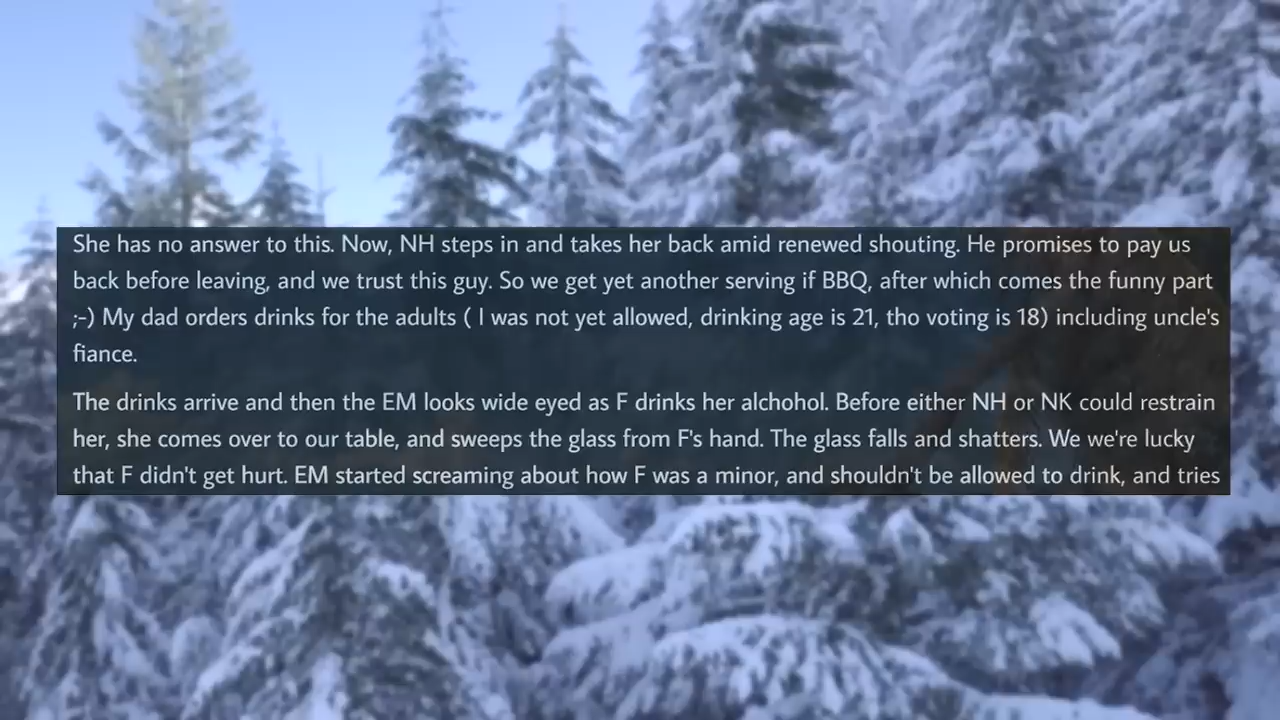 She has no answer to this. Now, NH steps in and takes her back amid renewed shouting. He promises to pay us
back before leaving, and we trust this guy. So we get yet another serving if BBQ, after which comes the funny part
;-) My dad orders drinks for the adults ( I was not yet allowed, drinking age is 21, tho voting is 18) including uncle's
fiance.
The drinks arrive and then the EM looks wide eyed as F drinks her alchohol. Before either NH or NK could restrain
her, she comes over to our table, and sweeps the glass from F's hand. The glass falls and shatters. We we're lucky
that F didn't get hurt. EM started screaming about how F was a minor, and shouldn't be allowed to drink, and tries